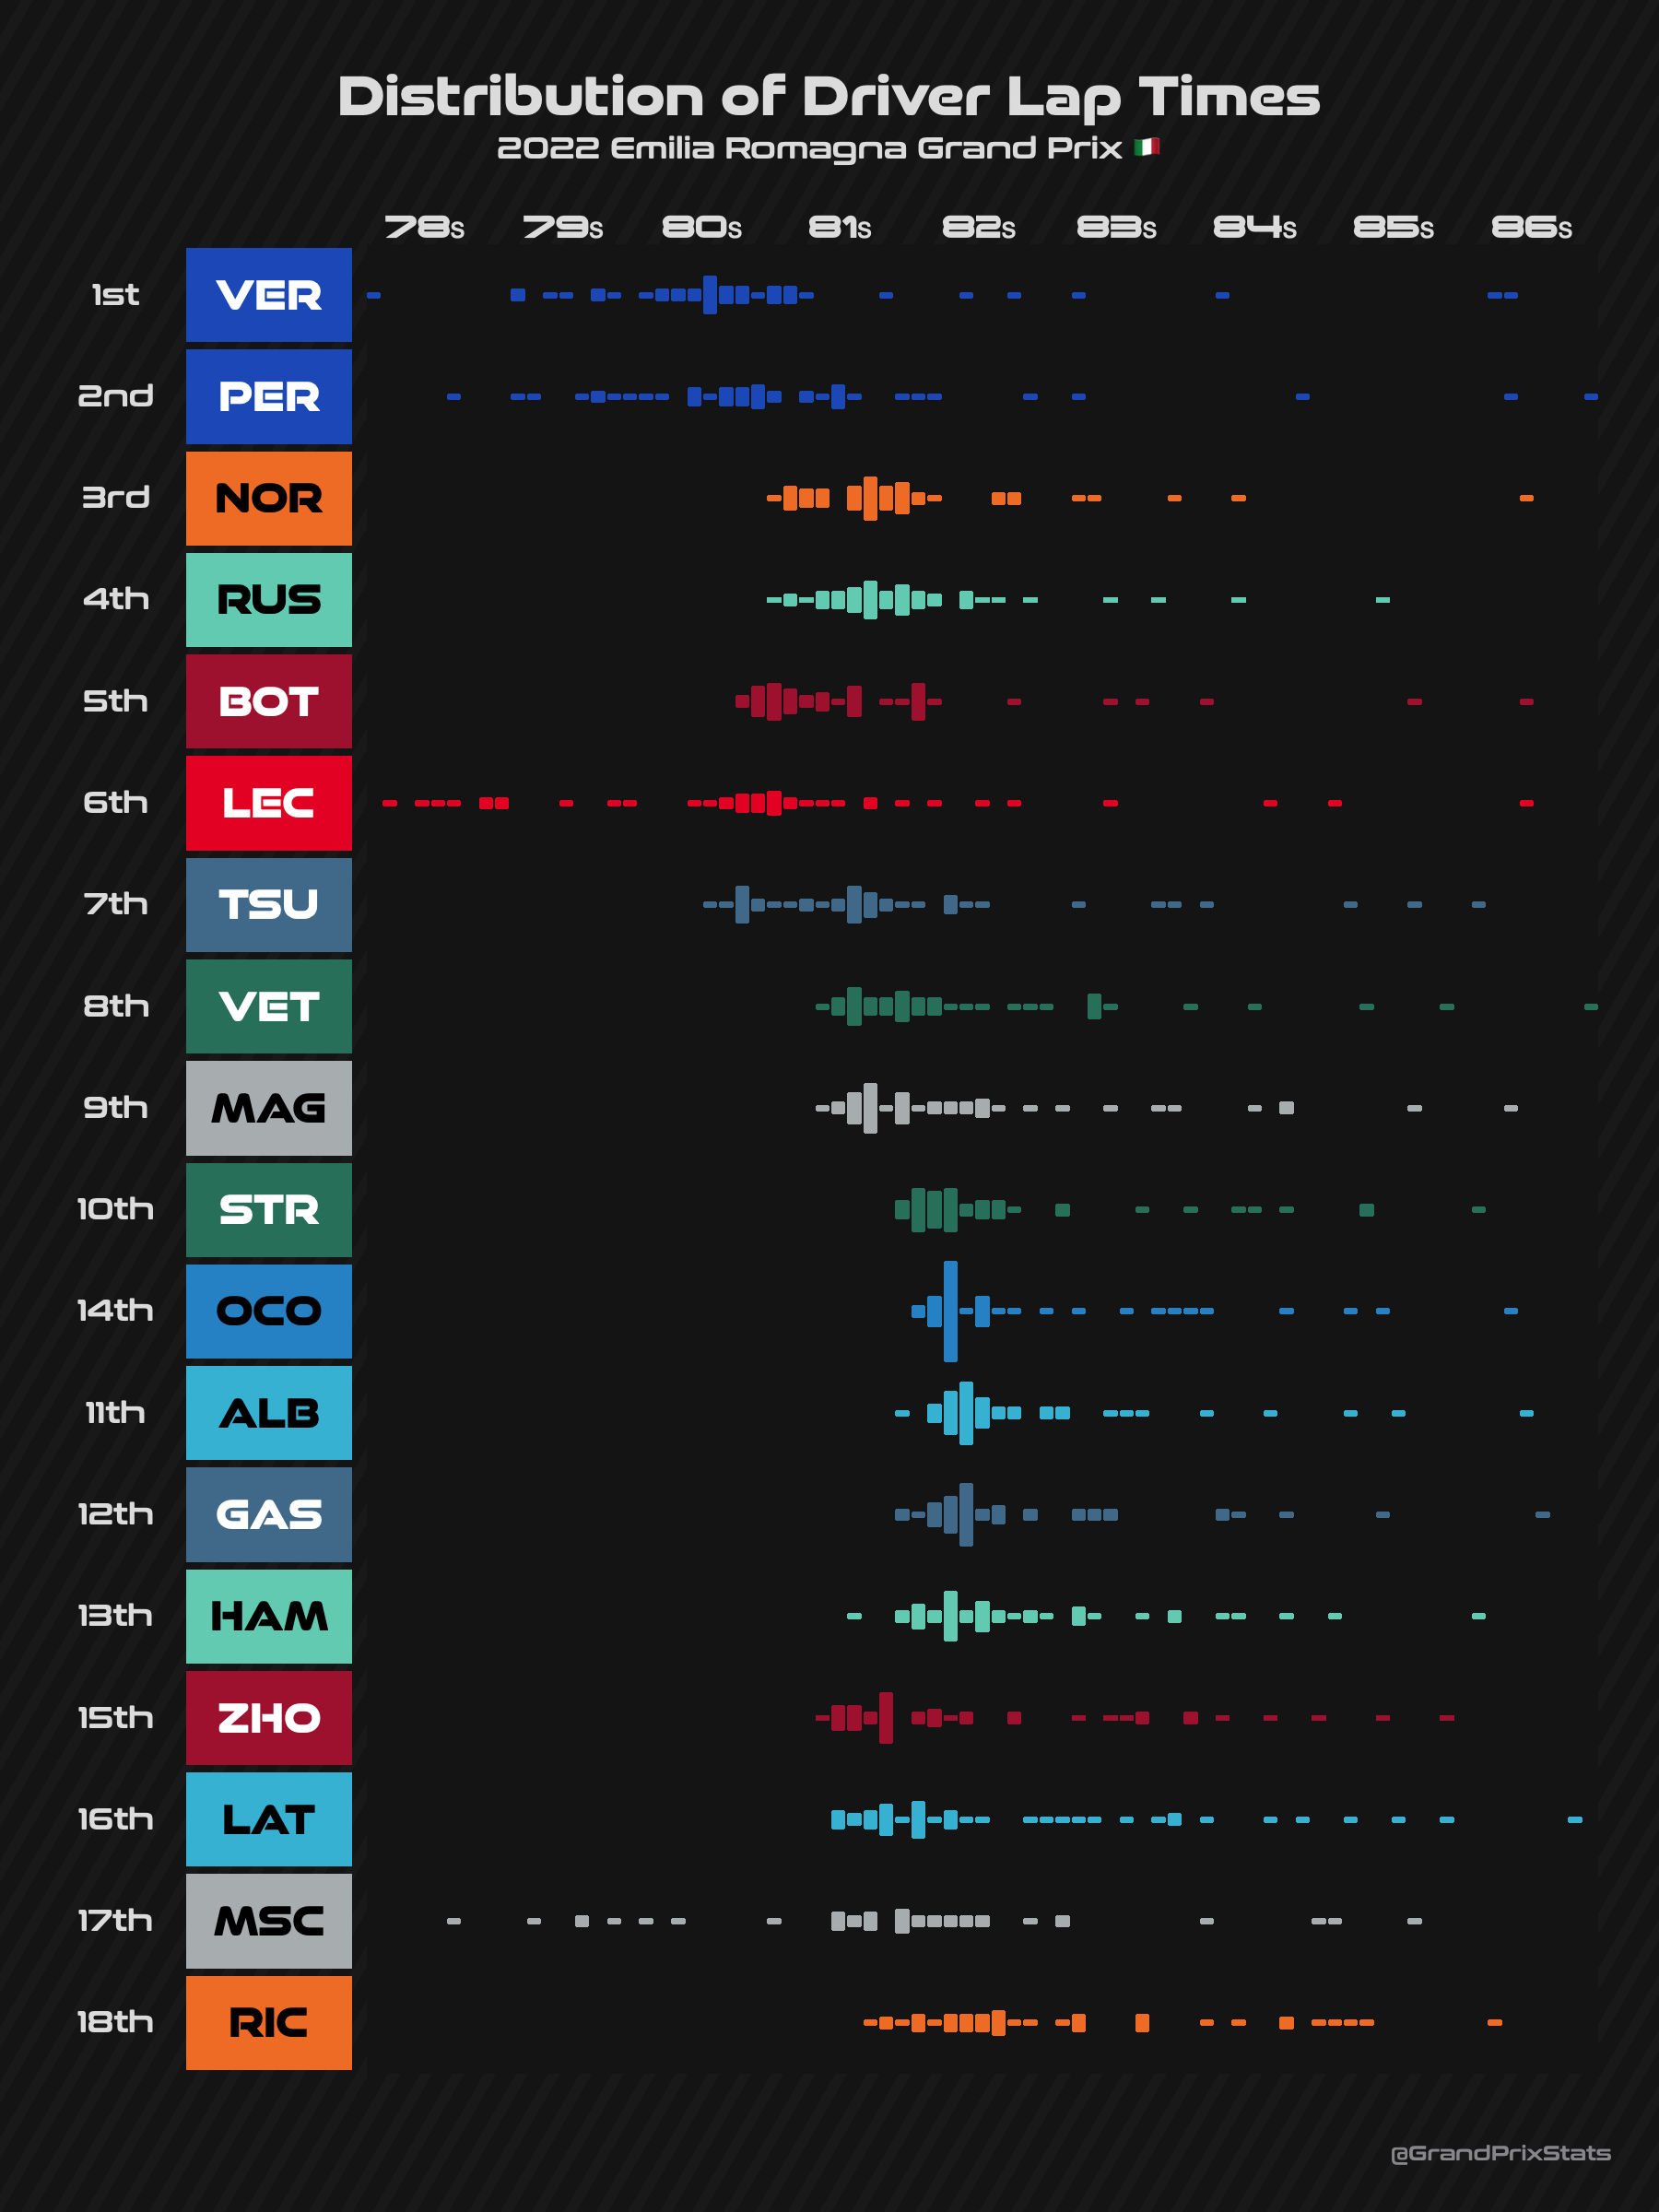 Distribution of Driver Lap Times
2022 Emilia Romagna Grand Prix 🇮🇹
78s 79s 80s 81s 82s 83s 84s 85s 86s
1st VER
2nd PER
3rd NOR
4th RUS
5th BOT
6th LEC
7th TSU
8th VET
9th MAG
10th STR
14th OCO
11th ALB
12th GAS
13th HAM
15th ZHO
16th LAT
17th MSC
18th RIC
@GrandPrixStats